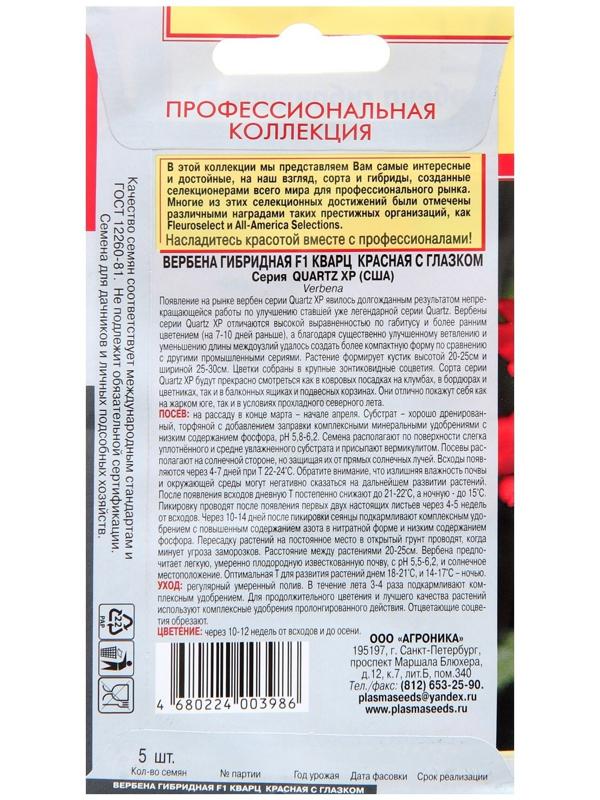 ПРОФЕССИОНАЛЬНАЯ
КОЛЛЕКЦИЯ
В этой коллекции мы представляем Вам самые интересные
и достойные, на наш взгляд, сорта и гибриды, созданные
селекционерами всего мира для профессионального рынка.
Многие из этих селекционных достижений были отмечены
различными наградами таких престижных организаций, как
Fleuroselect и All-America Selections.
Насладитесь красотой вместе с профессионалами!
ВЕРБЕНА ГИБРИДНАЯ F1 КВАРЦ КРАСНАЯ С ГЛАЗКОМ
Серия QUARTZ XP (США)
Verbena
Появление на рынке вербен серии Quartz XP явилось долгожданным результатом непре-
кращающейся работы по улучшению ставшей уже легендарной серии Quartz. Вербены
серии Quartz XP отличаются высокой выравненностью по габитусу и более ранним
цветением (на 7-10 дней раньше), а благодаря существенно улучшенному ветвлению и
уменьшению длины междоузлий удалось создать более компактную форму по сравнению
с другими промышленными сериями. Растение формирует кустик высотой 20-25см и
шириной 25-30см. Цветки собраны в крупные зонтиковидные соцветия. Сорта серии
Quartz XP будут прекрасно смотреться как в ковровых посадках на клумбах, в бордюрах и
цветниках, так и в балконных ящиках и подвесных корзинах. Они отлично покажут себя как
на жарком юге, так и в условиях прохладного северного лета.
ПОСЕВ: на рассаду в конце марта – начале апреля. Субстрат – хорошо дренирован-
ный, торфяной с добавлением заправки комплексными минеральными удобрениями с
низким содержанием фосфора, pH 5,8-6,2. Семена располагают по поверхности слегка
уплотнённого и средне увлажненного субстрата и присыпают вермикулитом. Посевы рас-
полагают на солнечной стороне, но защищая их от прямых солнечных лучей. Всходы появл-
яются через 4-7 дней при Т 22-24°С. Обратите внимание, что излишняя влажность почвы
и окружающей среды могут негативно сказаться на дальнейшем развитии растений.
После появления всходов дневную Т постепенно снижают до 21-22°С, а ночную - до 15°С.
Пикировку проводят после появления первых двух настоящих листьев через 4-5 недель
от всходов. Через 10-14 дней после пикировки сеянцы подкармливают комплексным удоб-
рением с повышенным содержанием азота в нитратной форме и низким содержанием
фосфора. Пересадку растений на постоянное место в открытый грунт проводят, когда
минует угроза заморозков. Расстояние между растениями 20-25см. Вербена предпо-
читает легкую, умеренно плодородную известкованную почву, с pH 5,5-6,2, и солнечное
местоположение. Оптимальная Т для развития растений днем 18-21°С, и 14-17°С – ночью.
УХОД: регулярный умеренный полив. В течение лета 3-4 раза подкармливают ком-
плексным удобрением. Для продолжительного цветения и лучшего качества растений
используют комплексные удобрения пролонгированного действия. Отцветающие соцве-
тия обрезают.
ЦВЕТЕНИЕ: через 10-12 недель от всходов и до осени.
Качество семян соответствует международным стандартам и
ГОСТ 12260-81. Не подлежит обязательной сертификации.
Семена для дачников и личных подсобных хозяйств.
22
PAP
4 680224 003986
ООО "АГРОНИКА"
195197, г. Санкт-Петербург,
проспект Маршала Блюхера,
д.12, к.7, лит.Б, пом.340
Тел./факс: (812) 653-25-90.
plasmaseeds@yandex.ru
plasmaseeds.ru
5 шт.
Кол-во семян № партии Год урожая Дата фасовки Срок реализации
ВЕРБЕНА ГИБРИДНАЯ F1 КВАРЦ КРАСНАЯ С ГЛАЗКОМ